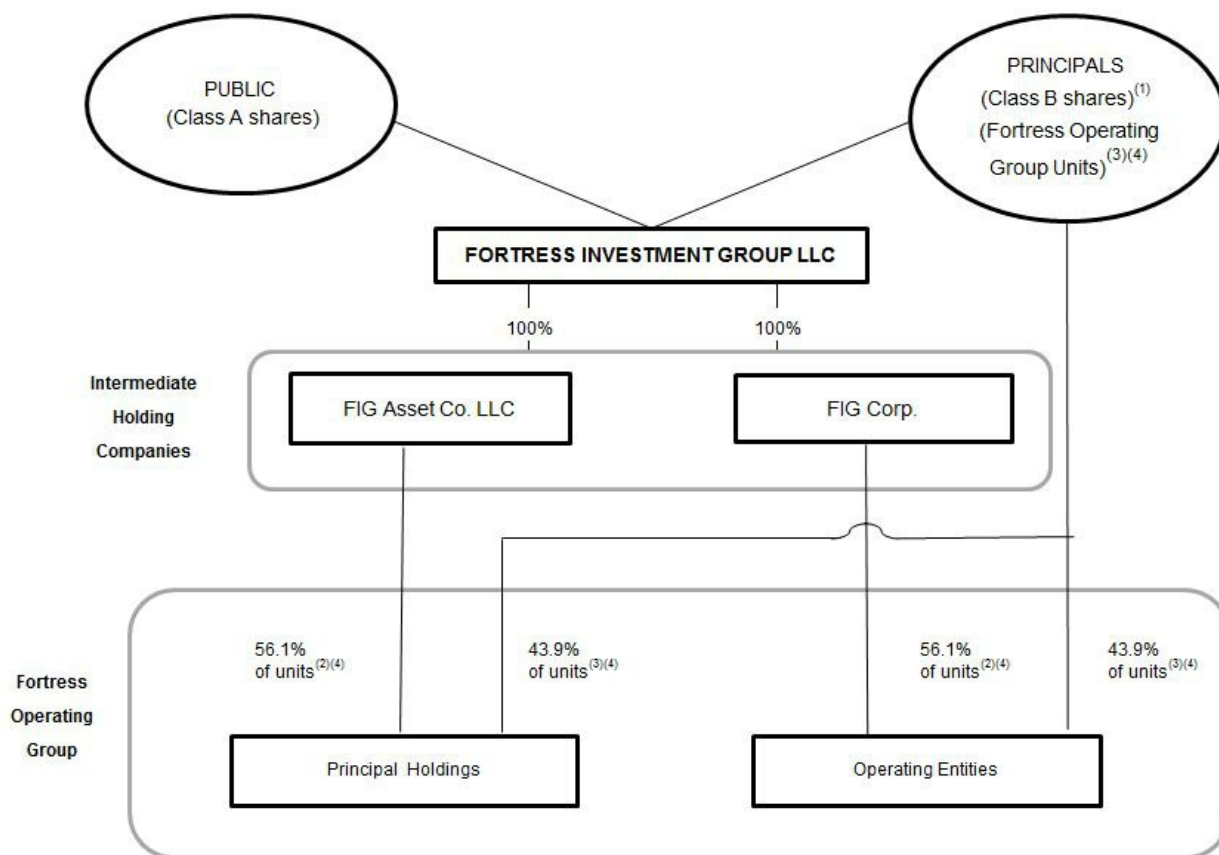 PUBLIC
(Class A shares)
PRINCIPALS
(Class B shares)(1)
(Fortress Operating
Group Units)(3)(4)
FORTRESS INVESTMENT GROUP LLC
100%
100%
Intermediate
Holding
Companies
FIG Asset Co. LLC
FIG Corp.
Fortress
Operating
Group
56.1%
of units(2)(4)
43.9%
of units(3)(4)
56.1%
of units(2)(4)
43.9%
of units(3)(4)
Principal Holdings
Operating Entities